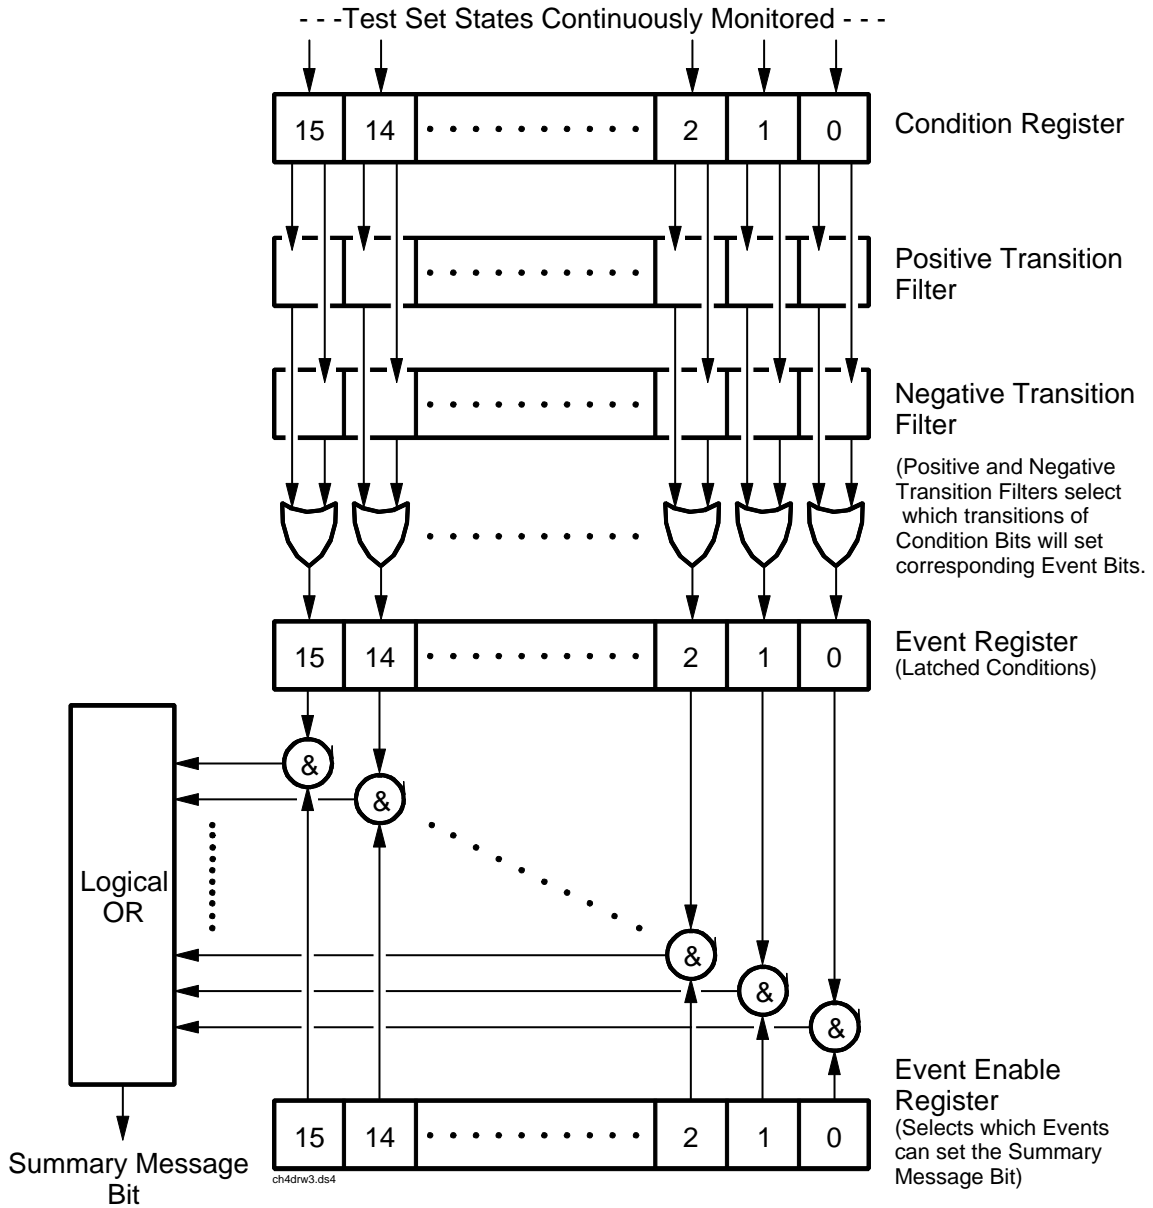 - - -Test Set States Continuously Monitored - - -
15 14 2 1 0
Condition Register
Positive Transition
Filter
Negative Transition
Filter
(Positive and Negative
Transition Filters select
which transitions of
Condition Bits will set
corresponding Event Bits.
15 14 2 1 0
Event Register
(Latched Conditions)
&
&
&
&
&
Logical
OR
Summary Message
Bit
15 14 2 1 0
ch4drw3.ds4
Event Enable
Register
(Selects which Events
can set the Summary
Message Bit)